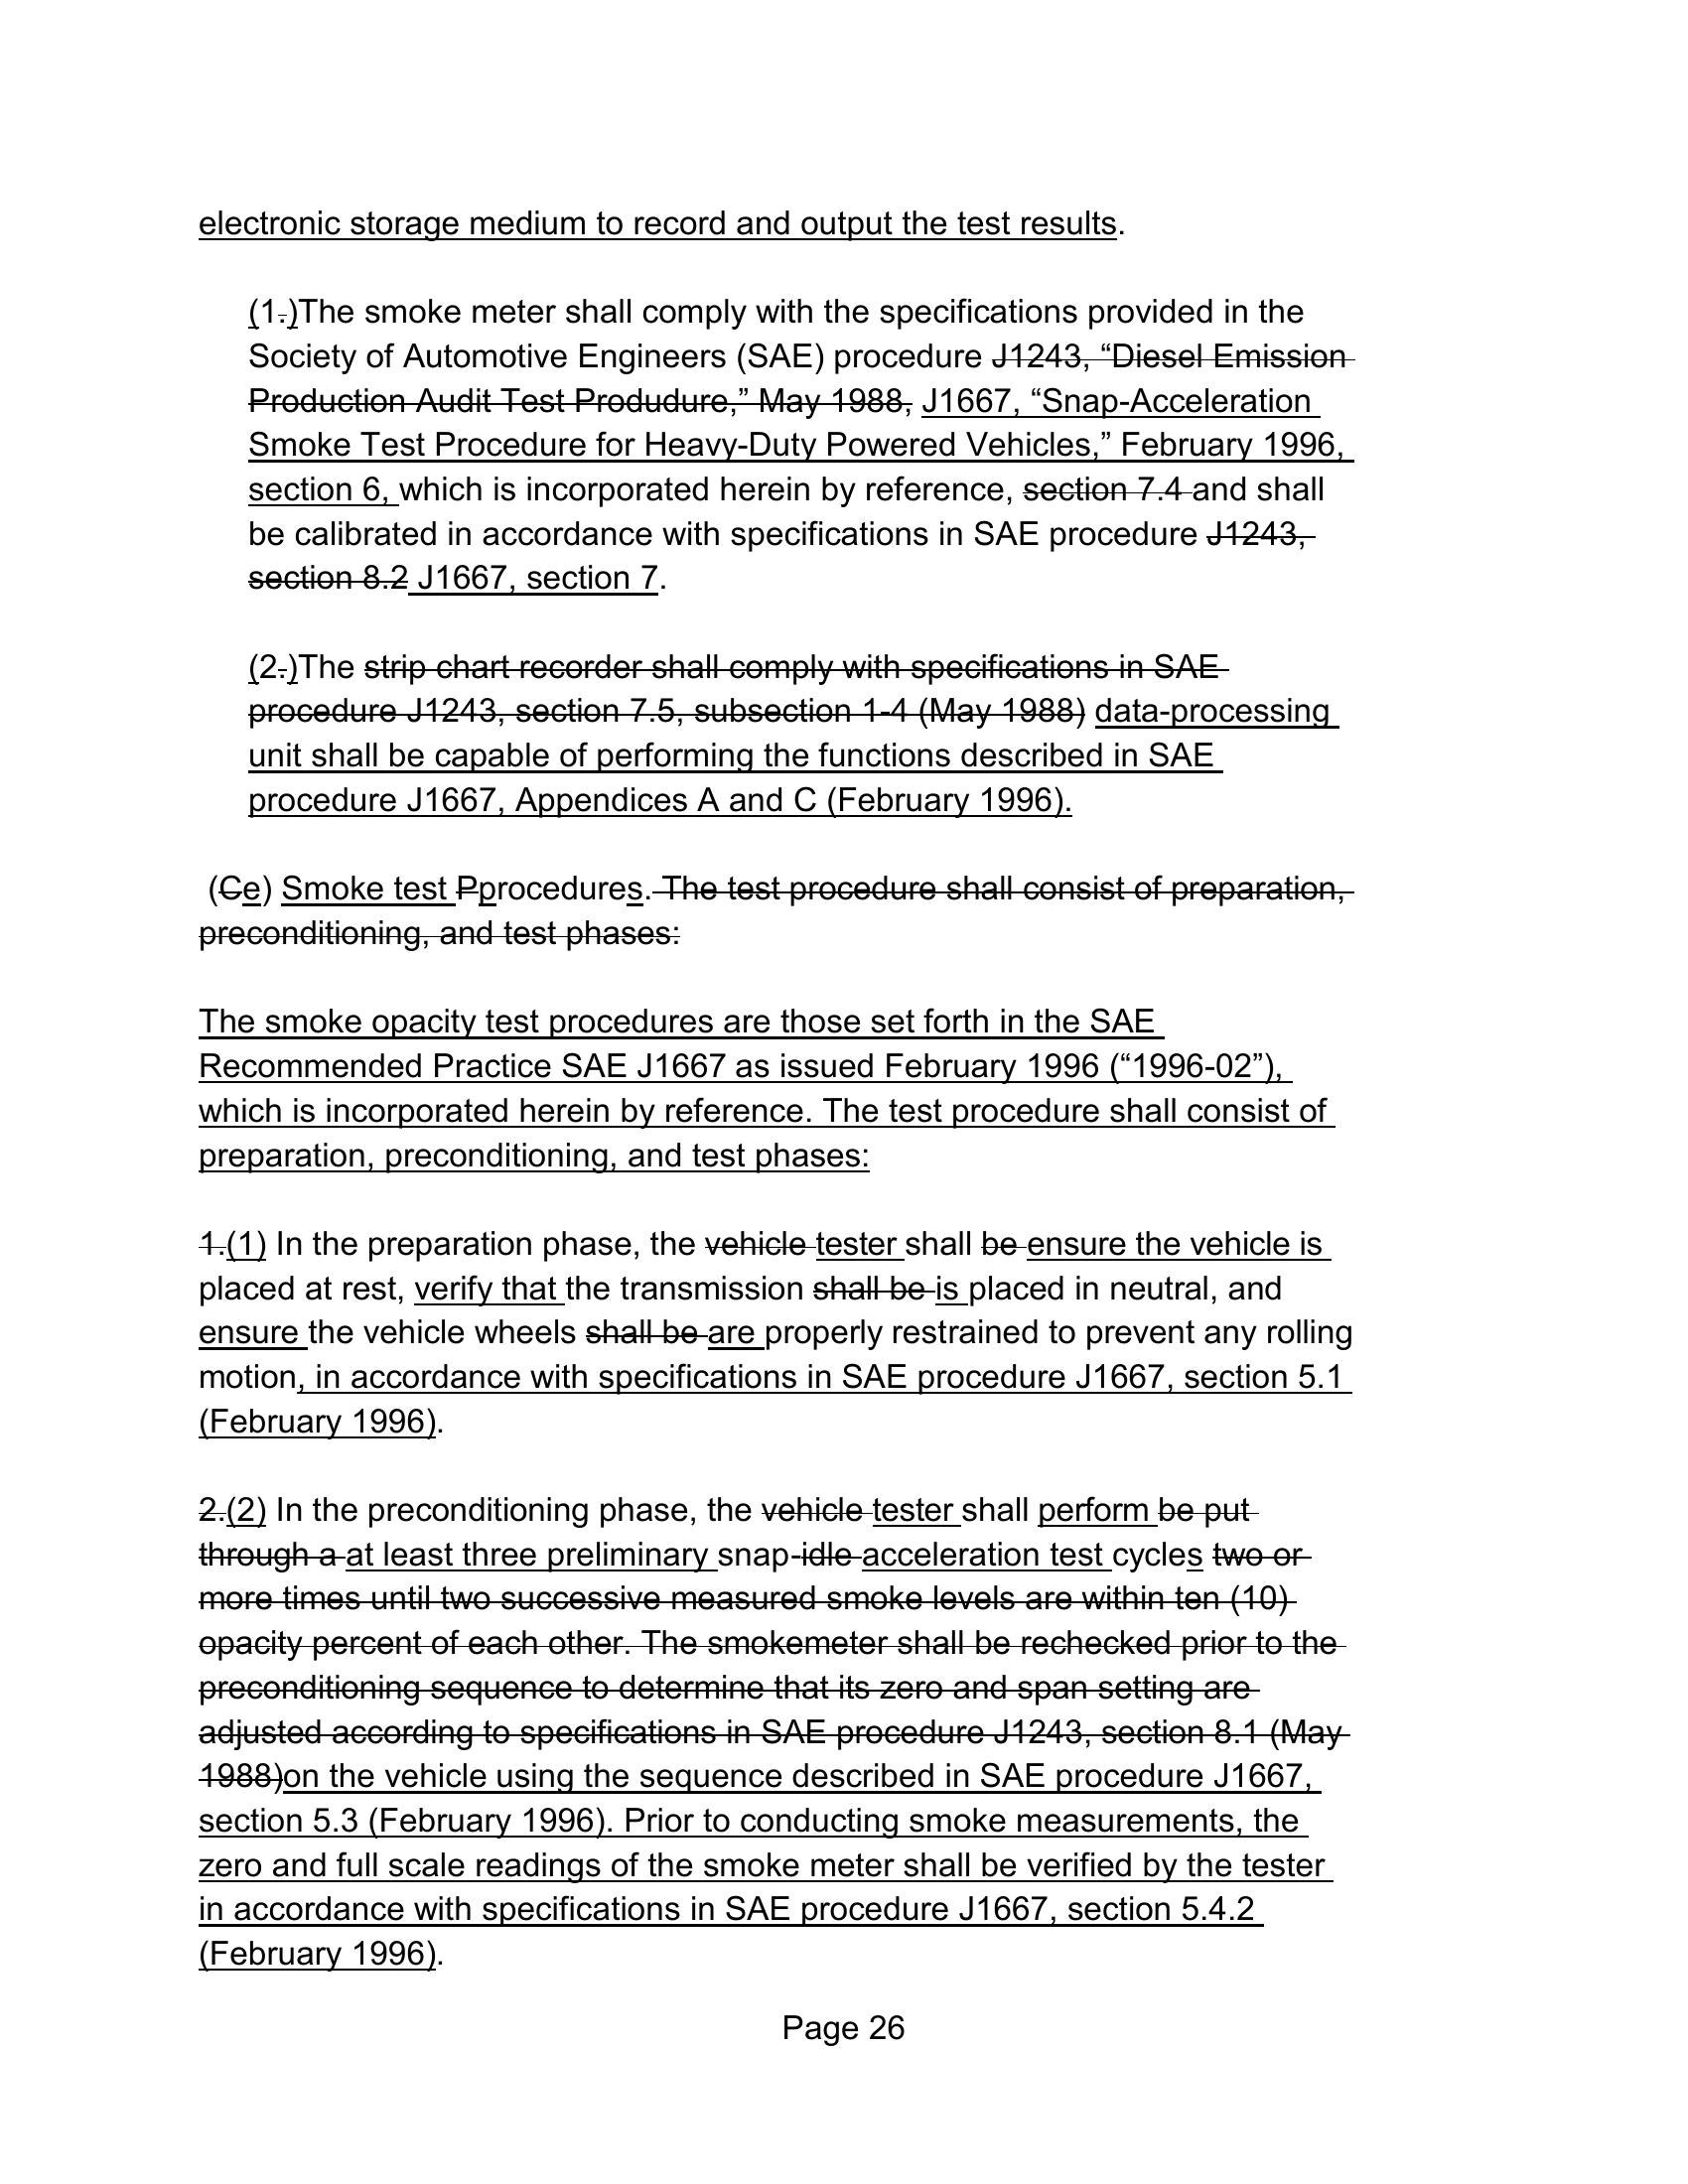 electronic storage medium to record and output the test results.
(1.)The smoke meter shall comply with the specifications provided in the
Society of Automotive Engineers (SAE) procedure J1243, “Diesel Emission
Production Audit Test Produdure,” May 1988, J1667, “Snap-Acceleration
Smoke Test Procedure for Heavy-Duty Powered Vehicles,” February 1996,
section 6, which is incorporated herein by reference, section 7.4 and shall
be calibrated in accordance with specifications in SAE procedure J1243,
section 8.2 J1667, section 7.
(2.)The strip chart recorder shall comply with specifications in SAE
procedure J1243, section 7.5, subsection 1-4 (May 1988) data-processing
unit shall be capable of performing the functions described in SAE
procedure J1667, Appendices A and C (February 1996).
(Ce) Smoke test Pprocedures. The test procedure shall consist of preparation,
preconditioning, and test phases:
The smoke opacity test procedures are those set forth in the SAE
Recommended Practice SAE J1667 as issued February 1996 (“1996-02”),
which is incorporated herein by reference. The test procedure shall consist of
preparation, preconditioning, and test phases:
1.(1) In the preparation phase, the vehicle tester shall be ensure the vehicle is
placed at rest, verify that the transmission shall be is placed in neutral, and
ensure the vehicle wheels shall be are properly restrained to prevent any rolling
motion, in accordance with specifications in SAE procedure J1667, section 5.1
(February 1996).
2.(2) In the preconditioning phase, the vehicle tester shall perform be put
through a at least three preliminary snap-idle acceleration test cycles two or
more times until two successive measured smoke levels are within ten (10)
opacity percent of each other. The smokemeter shall be rechecked prior to the
preconditioning sequence to determine that its zero and span setting are
adjusted according to specifications in SAE procedure J1243, section 8.1 (May
1988)on the vehicle using the sequence described in SAE procedure J1667,
section 5.3 (February 1996). Prior to conducting smoke measurements, the
zero and full scale readings of the smoke meter shall be verified by the tester
in accordance with specifications in SAE procedure J1667, section 5.4.2
(February 1996).
Page 26